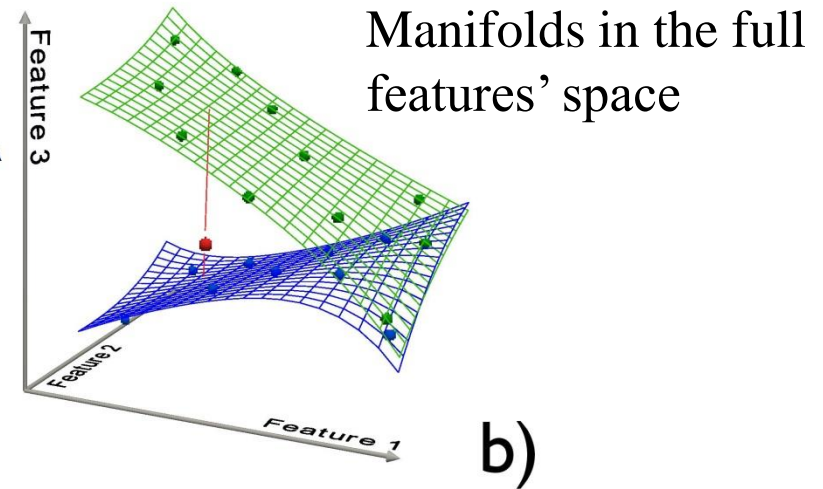 Manifolds in the full
features’ space
Feature 3
Feature 2
Feature 1
b)